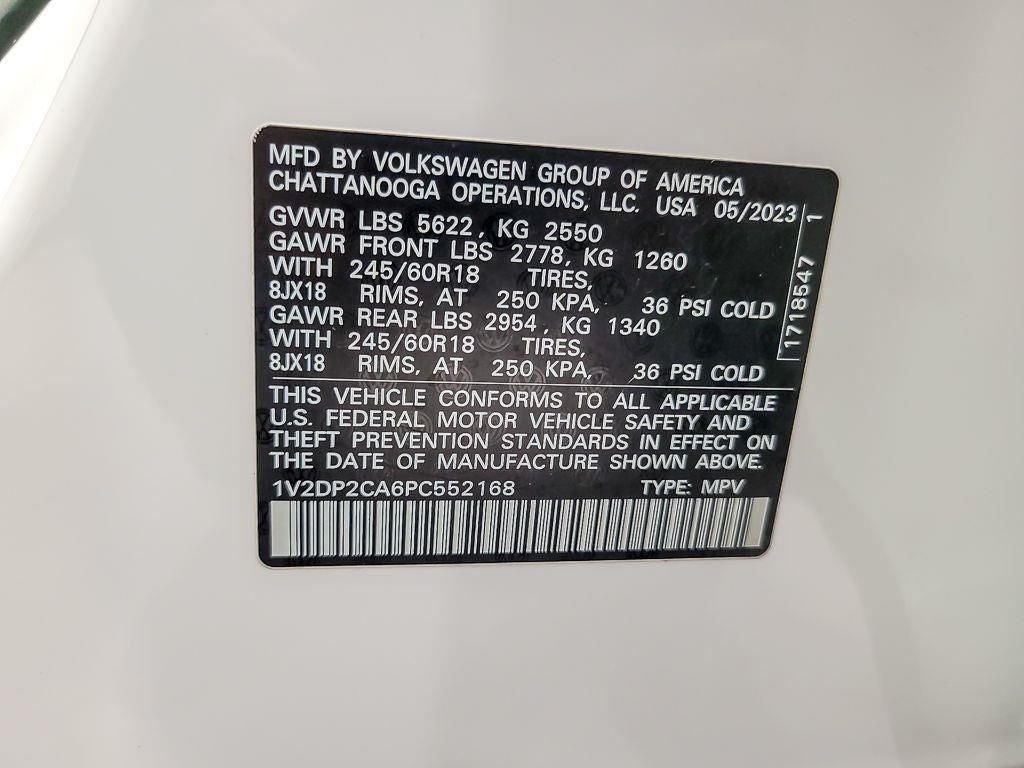 MFD BY VOLKSWAGEN GROUP OF AMERICA
CHATTANOOGA OPERATIONS, LLC. USA 05/2023
GVWR LBS 5622, KG 2550
GAWR FRONT LBS 2778, KG 1260
WITH 245/60R18 TIRES,
8JX18 RIMS, AT 250 KPA, 36 PSI COLD
GAWR REAR LBS 2954, KG 1340
WITH 245/60R18 TIRES,
8JX18 RIMS, AT 250 KPA, 36 PSI COLD
1718547 1
THIS VEHICLE CONFORMS TO ALL APPLICABLE
U.S. FEDERAL MOTOR VEHICLE SAFETY AND
THEFT PREVENTION STANDARDS IN EFFECT ON
THE DATE OF MANUFACTURE SHOWN ABOVE.
1V2DP2CA6PC552168 TYPE: MPV